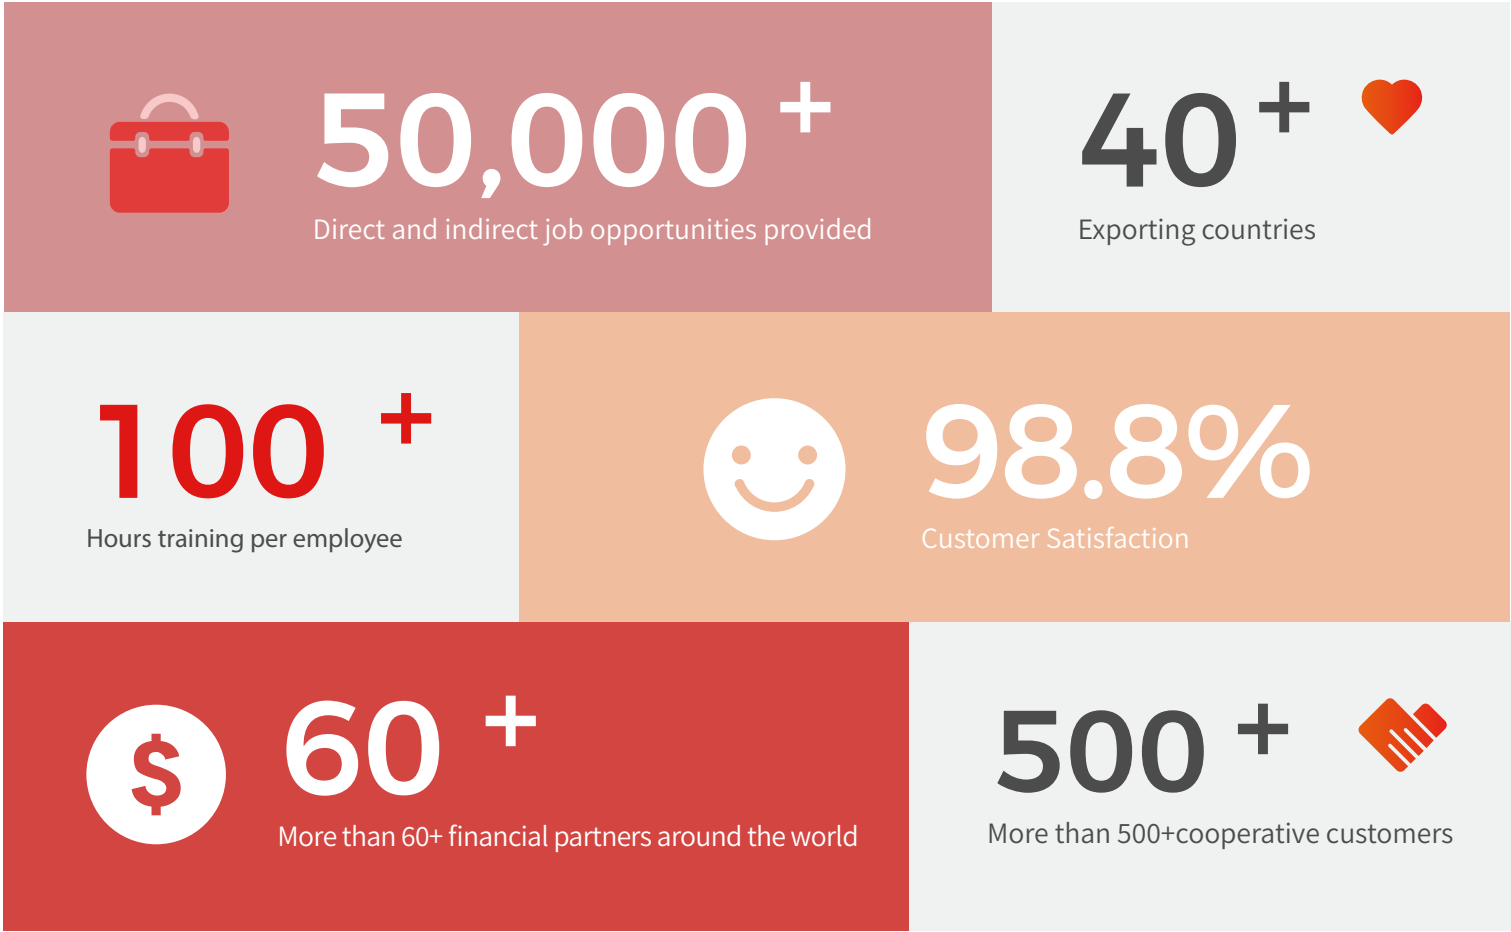 50,000 +
Direct and indirect job opportunities provided
40 +
Exporting countries
100 +
Hours training per employee
98.8%
Customer Satisfaction
$
60 +
More than 60+ financial partners around the world
500 +
More than 500+cooperative customers